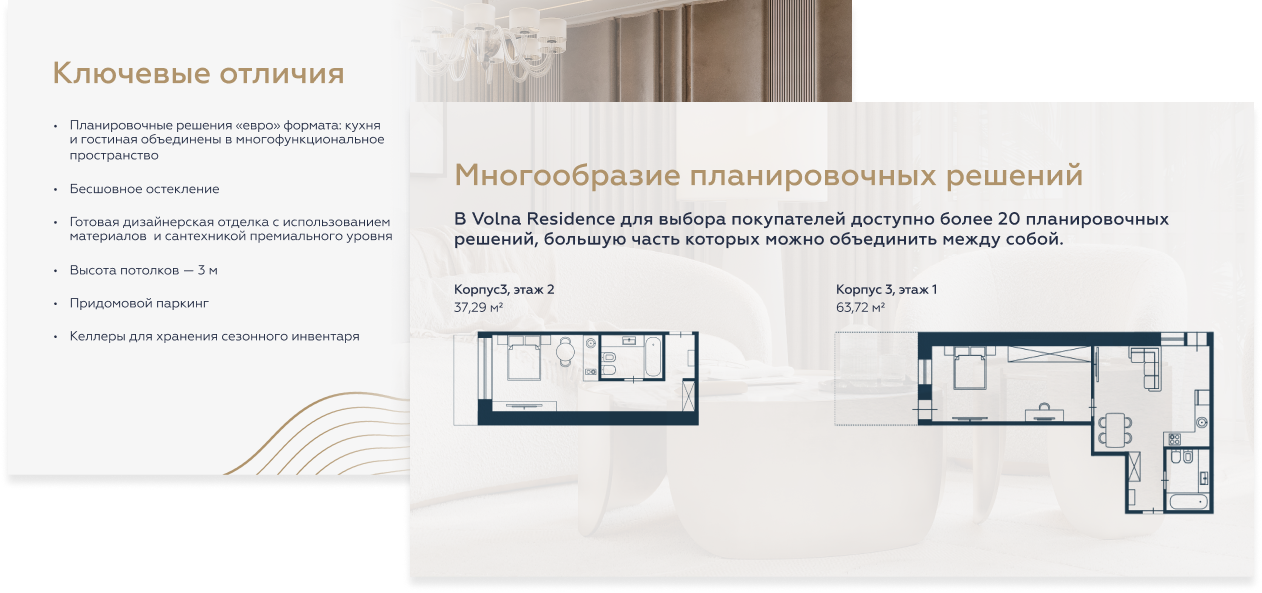 Ключевые отличия
• Планировочные решения «евро» формата: кухня
и гостиная объединены в многофункциональное
пространство
• Бесшовное остекление
• Готовая дизайнерская отделка с использованием
материалов и сантехникой премиального уровня
• Высота потолков — 3 м
• Придомовой паркинг
• Келлеры для хранения сезонного инвентаря
Многообразие планировочных решений
В Volna Residence для выбора покупателей доступно более 20 планировочных
решений, большую часть которых можно объединить между собой.
Корпус3, этаж 2
37,29 м²
Корпус 3, этаж 1
63,72 м²